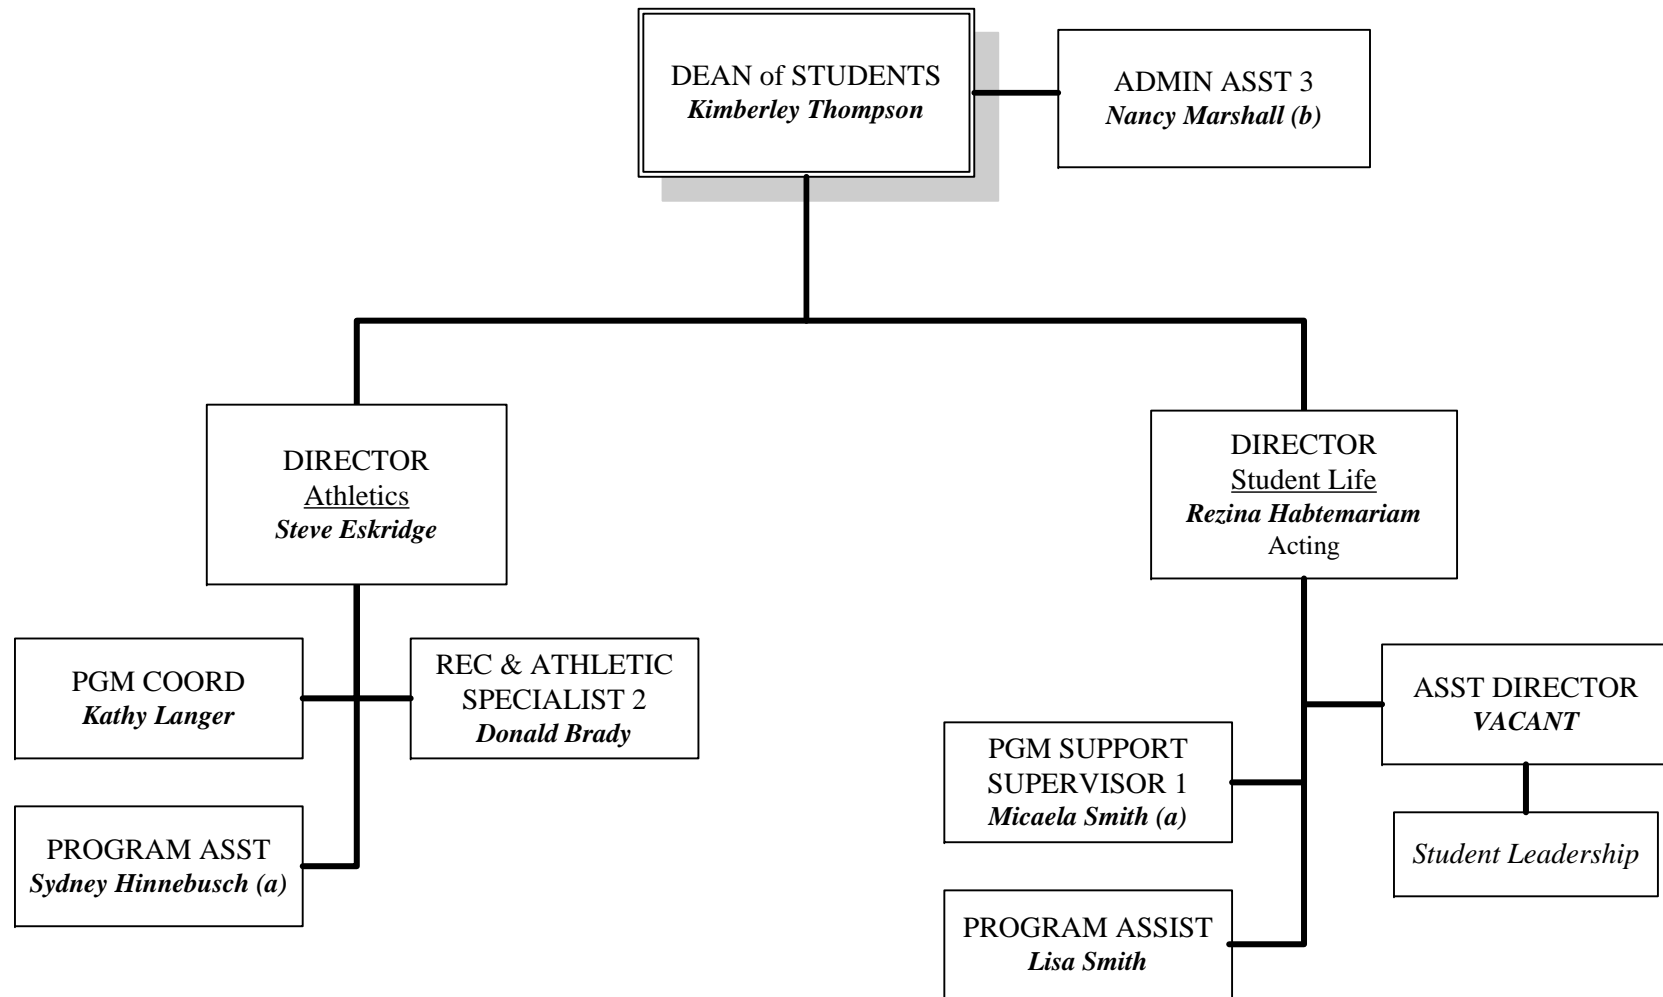 DEAN of STUDENTS
Kimberley Thompson
ADMIN ASST 3
Nancy Marshall (b)
DIRECTOR
Athletics
Steve Eskridge
DIRECTOR
Student Life
Rezina Habtemariam
Acting
PGM COORD
Kathy Langer
REC & ATHLETIC
SPECIALIST 2
Donald Brady
PROGRAM ASST
Sydney Hinnebusch (a)
ASST DIRECTOR
VACANT
PGM SUPPORT
SUPERVISOR 1
Micaela Smith (a)
Student Leadership
PROGRAM ASSIST
Lisa Smith